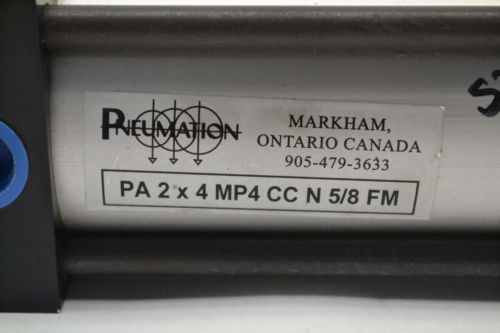 PNEUMATION
MARKHAM,
ONTARIO CANADA
905-479-3633
PA 2 x 4 MP4 CC N 5/8 FM